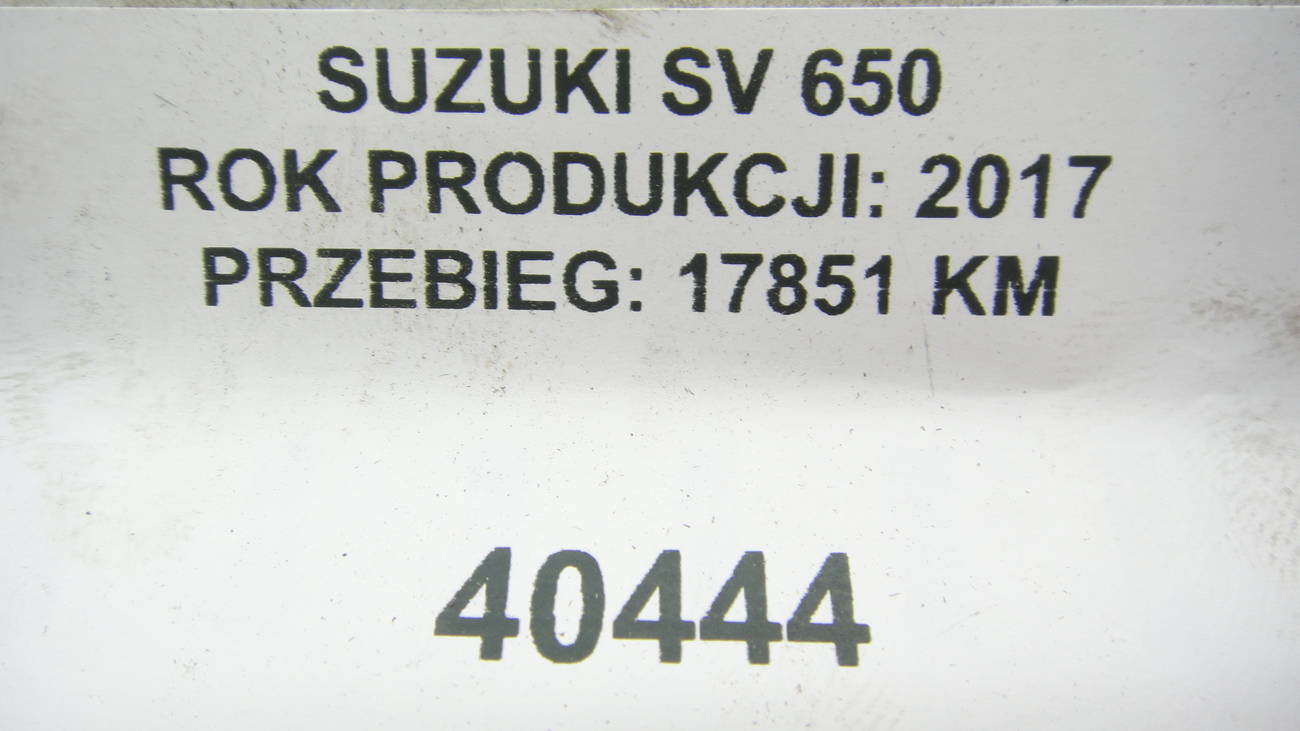 SUZUKI SV 650
ROK PRODUKCJI: 2017
PRZEBIEG: 17851 KM
40444